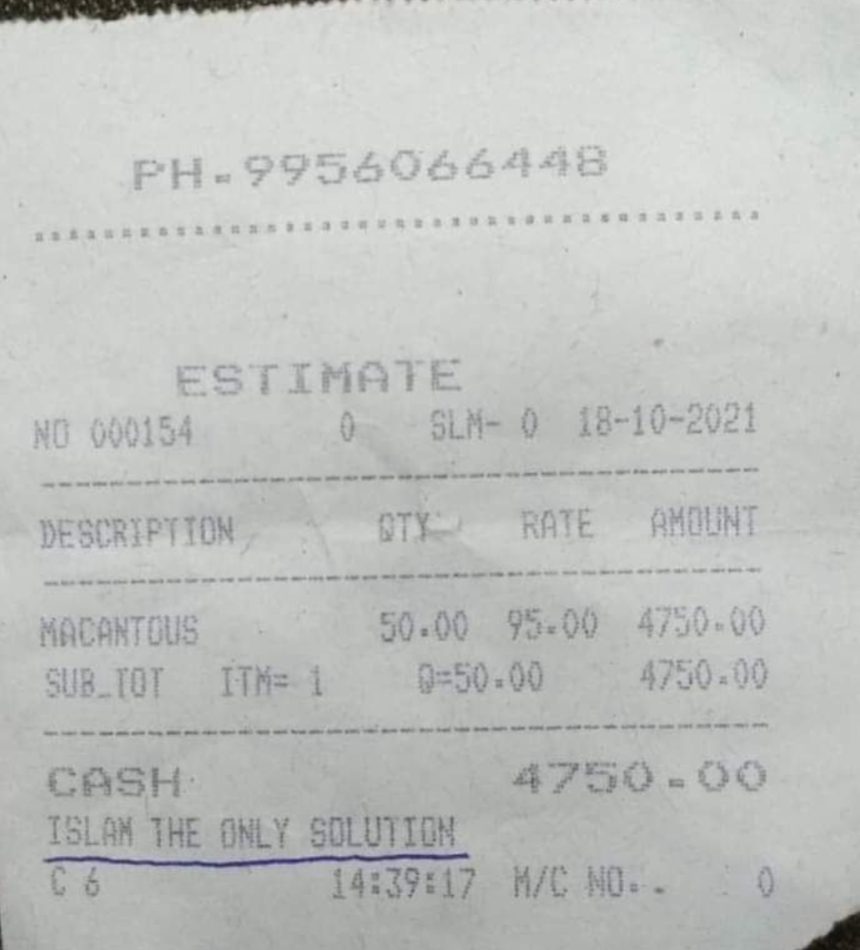 PH.9956066448
ESTIMATE
NO 000154 0 SLM- 0 18-10-2021
DESCRIPTION QTY RATE AMOUNT
MACANTOUS 50.00 95.00 4750.00
SUB_TOT ITM= 1 Q=50.00 4750.00
CASH 4750.00
ISLAM THE ONLY SOLUTION
C 6 14:39:17 M/C NO.. 0